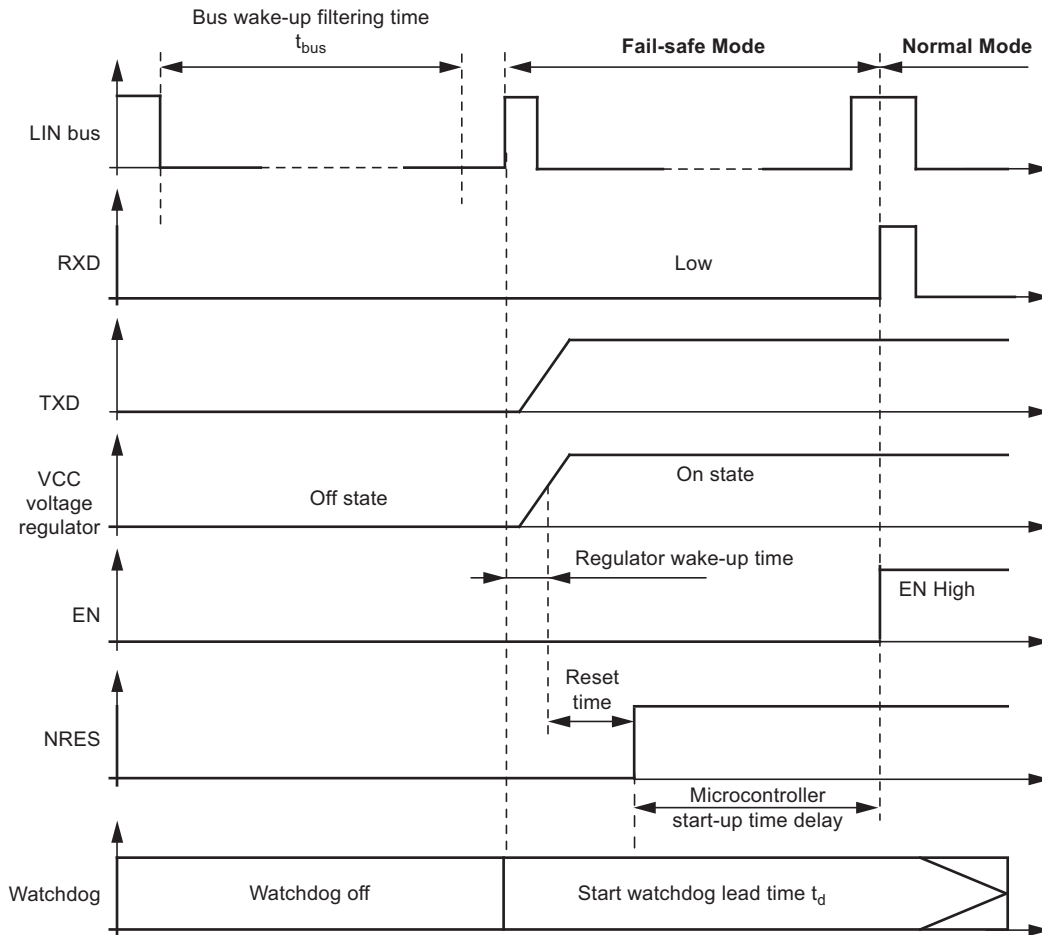 Bus wake-up filtering time
tbus
Fail-safe Mode
Normal Mode
LIN bus
RXD
Low
TXD
VCC
voltage
regulator
Off state
On state
Regulator wake-up time
EN
EN High
Reset
time
NRES
Microcontroller
start-up time delay
Watchdog
Watchdog off
Start watchdog lead time td